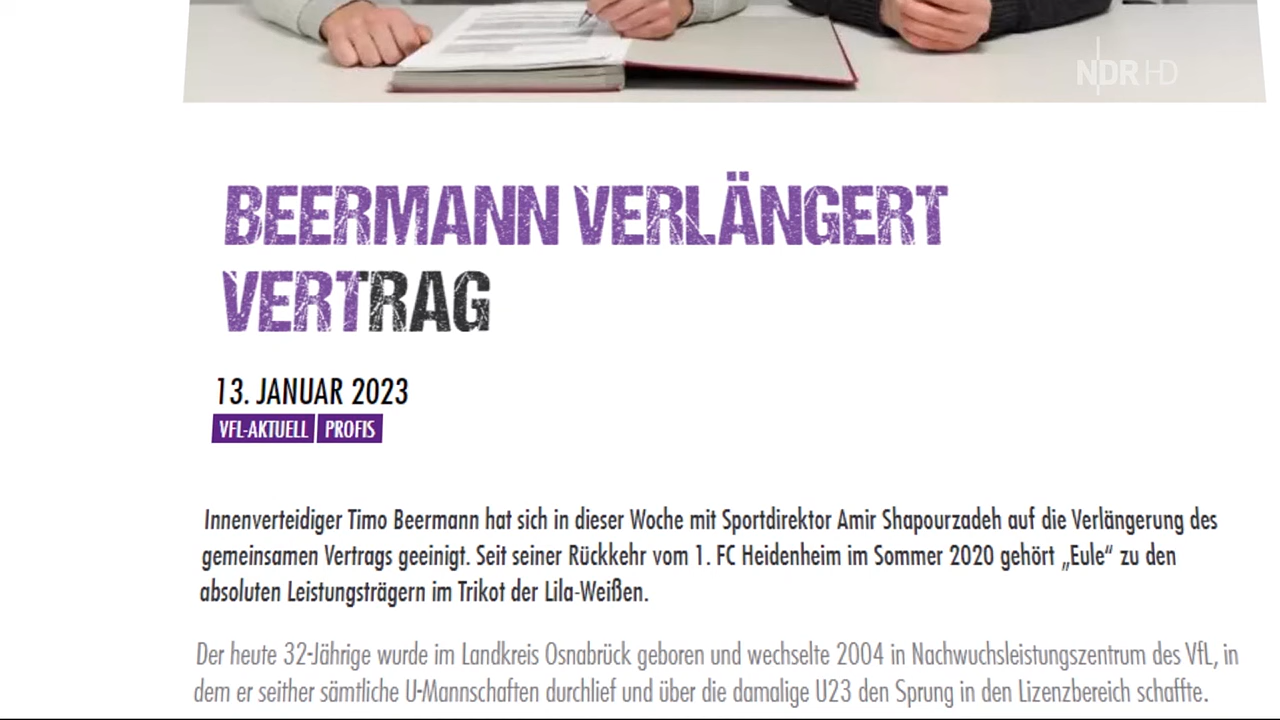 NDR HD
BEERMANN VERLÄNGERT
VERTRAG
13. JANUAR 2023
VFL-AKTUELL PROFIS
Innenverteidiger Timo Beermann hat sich in dieser Woche mit Sportdirektor Amir Shapourzadeh auf die Verlängerung des
gemeinsamen Vertrags geeinigt. Seit seiner Rückkehr vom 1. FC Heidenheim im Sommer 2020 gehört „Eule“ zu den
absoluten Leistungsträgern im Trikot der Lila-Weißen.
Der heute 32-Jährige wurde im Landkreis Osnabrück geboren und wechselte 2004 in Nachwuchsleistungszentrum des VfL, in
dem er seither sämtliche U-Mannschaften durchlief und über die damalige U23 den Sprung in den Lizenzbereich schaffte.